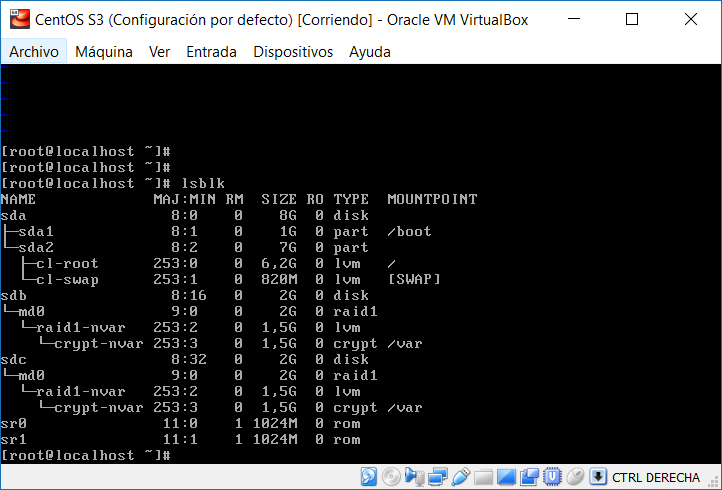 CentOS S3 (Configuración por defecto) [Corriendo] - Oracle VM VirtualBox
Archivo Máquina Ver Entrada Dispositivos Ayuda
~
~
~
~
~
[root@localhost ~]#
[root@localhost ~]#
[root@localhost ~]# lsblk
NAME MAJ:MIN RM SIZE RO TYPE MOUNTPOINT
sda 8:0 0 8G 0 disk
├─sda1 8:1 0 1G 0 part /boot
└─sda2 8:2 0 7G 0 part
  ├─cl-root 253:0 0 6,2G 0 lvm /
  └─cl-swap 253:1 0 820M 0 lvm [SWAP]
sdb 8:16 0 2G 0 disk
└─md0 9:0 0 2G 0 raid1
  └─raid1-nvar 253:2 0 1,5G 0 lvm
    └─crypt-nvar 253:3 0 1,5G 0 crypt /var
sdc 8:32 0 2G 0 disk
└─md0 9:0 0 2G 0 raid1
  └─raid1-nvar 253:2 0 1,5G 0 lvm
    └─crypt-nvar 253:3 0 1,5G 0 crypt /var
sr0 11:0 1 1024M 0 rom
sr1 11:1 1 1024M 0 rom
[root@localhost ~]#
CTRL DERECHA